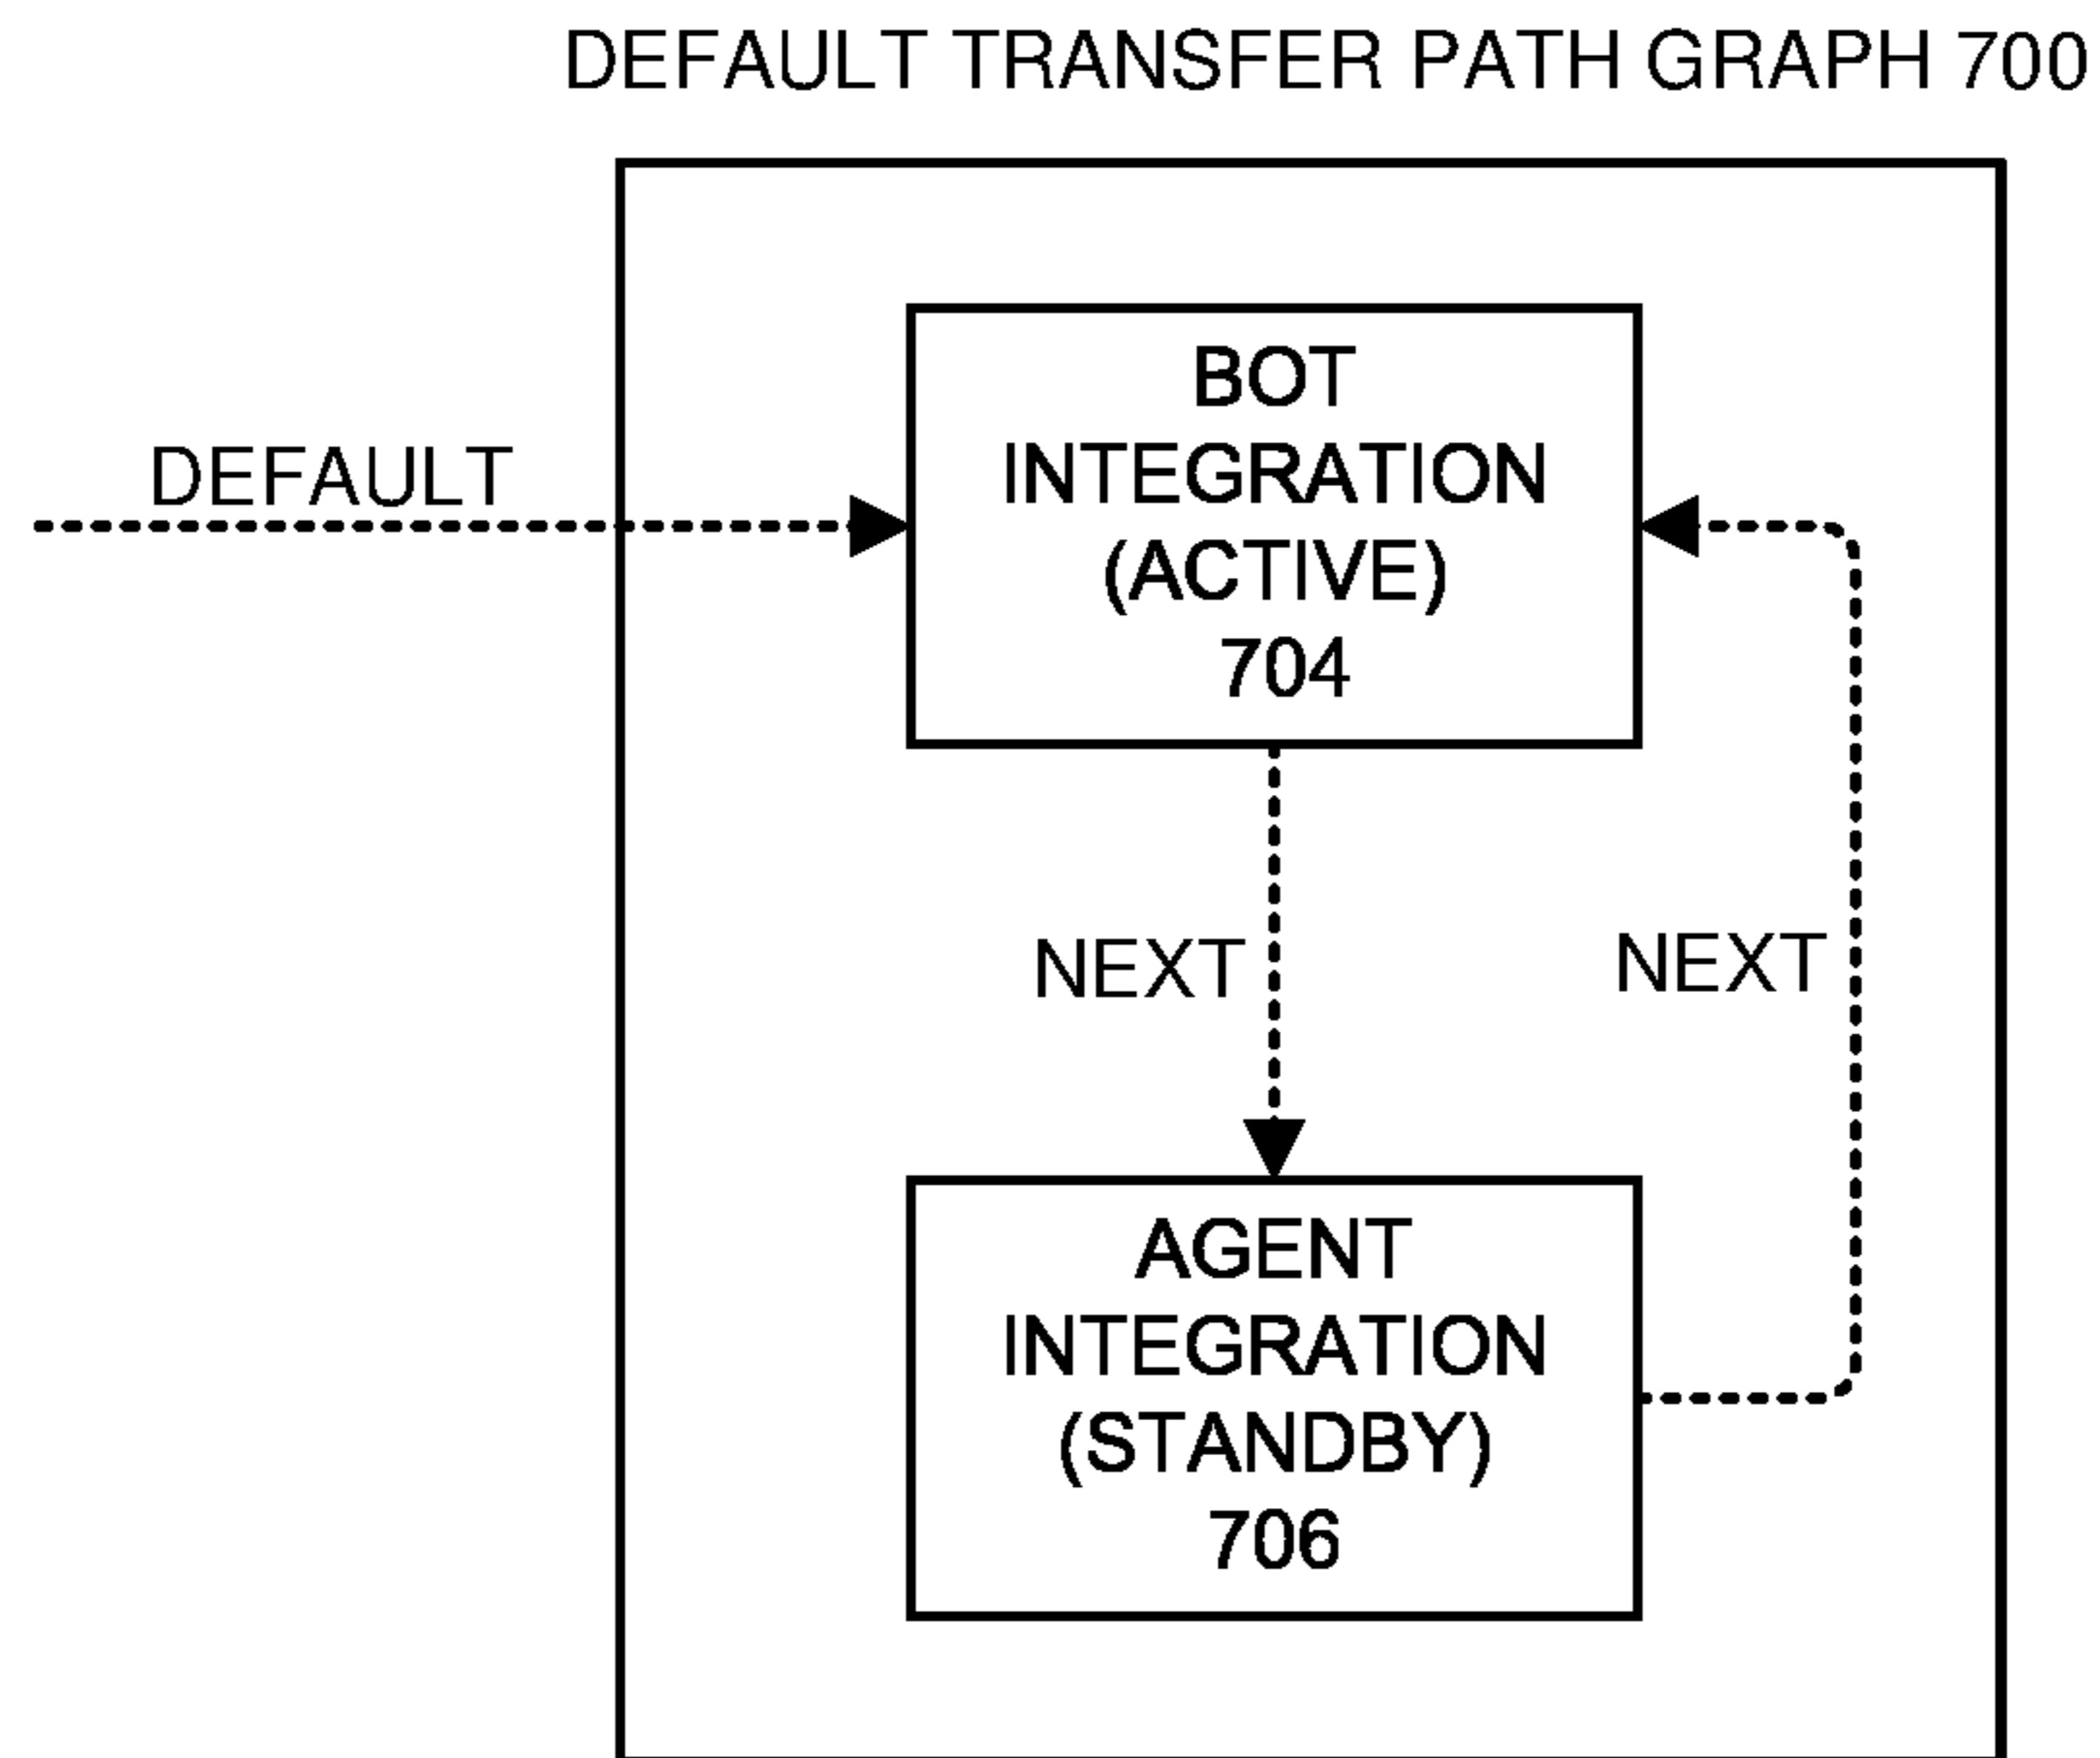 DEFAULT TRANSFER PATH GRAPH 700
DEFAULT
BOT
INTEGRATION
(ACTIVE)
704
NEXT
NEXT
AGENT
INTEGRATION
(STANDBY)
706